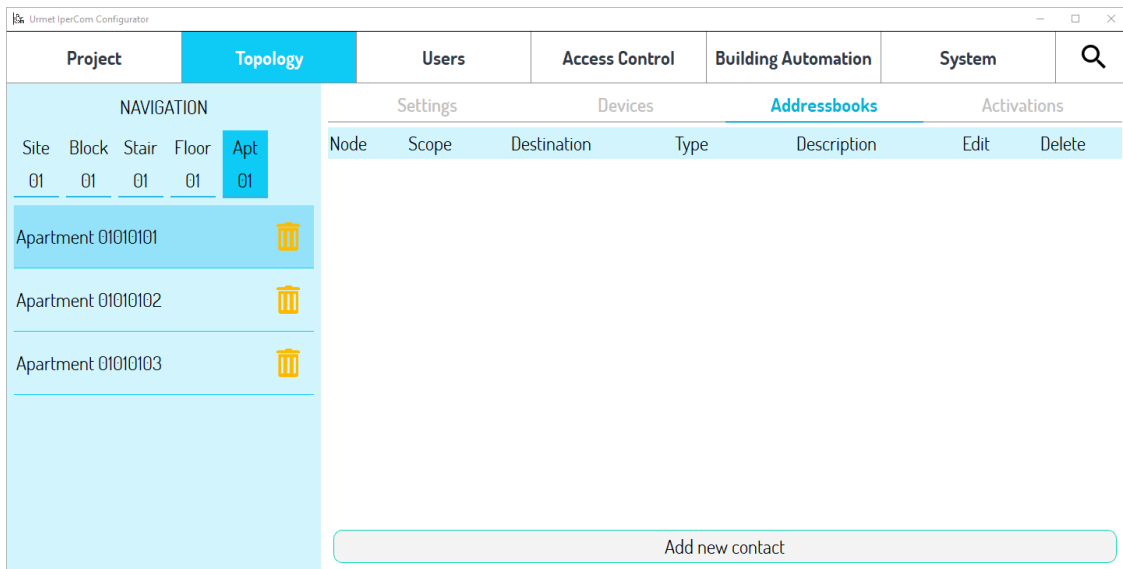 Urmet IperCom Configurator
Project Topology Users Access Control Building Automation System
NAVIGATION
Site Block Stair Floor Apt
01 01 01 01 01
Apartment 01010101
Apartment 01010102
Apartment 01010103
Settings Devices Addressbooks Activations
Node Scope Destination Type Description Edit Delete
Add new contact